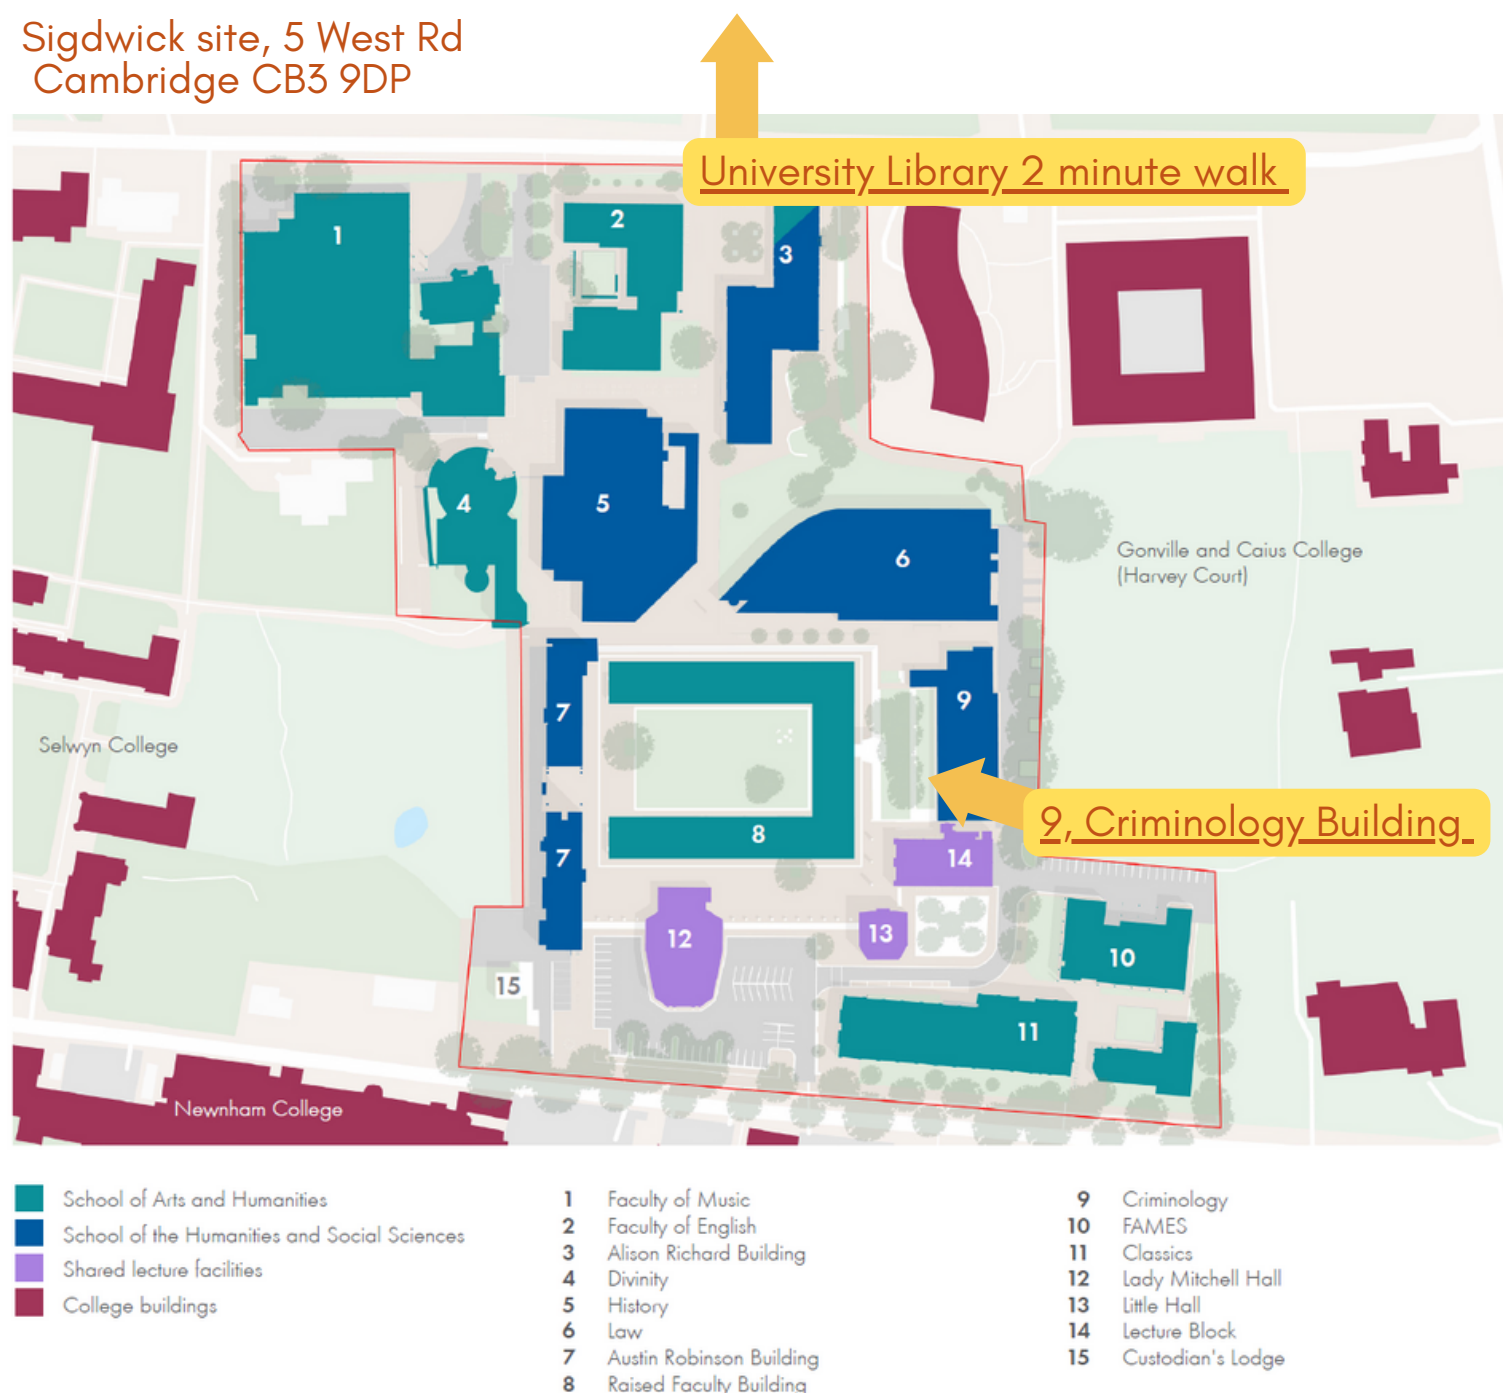 Sigdwick site, 5 West Rd
Cambridge CB3 9DP
University Library 2 minute walk
1
2
3
4
5
6
Gonville and Caius College
(Harvey Court)
7
9
Selwyn College
8
9, Criminology Building
7
14
12
13
10
15
11
Newnham College
School of Arts and Humanities
School of the Humanities and Social Sciences
Shared lecture facilities
College buildings
1 Faculty of Music
2 Faculty of English
3 Alison Richard Building
4 Divinity
5 History
6 Law
7 Austin Robinson Building
8 Raised Faculty Building
9 Criminology
10 FAMES
11 Classics
12 Lady Mitchell Hall
13 Little Hall
14 Lecture Block
15 Custodian's Lodge